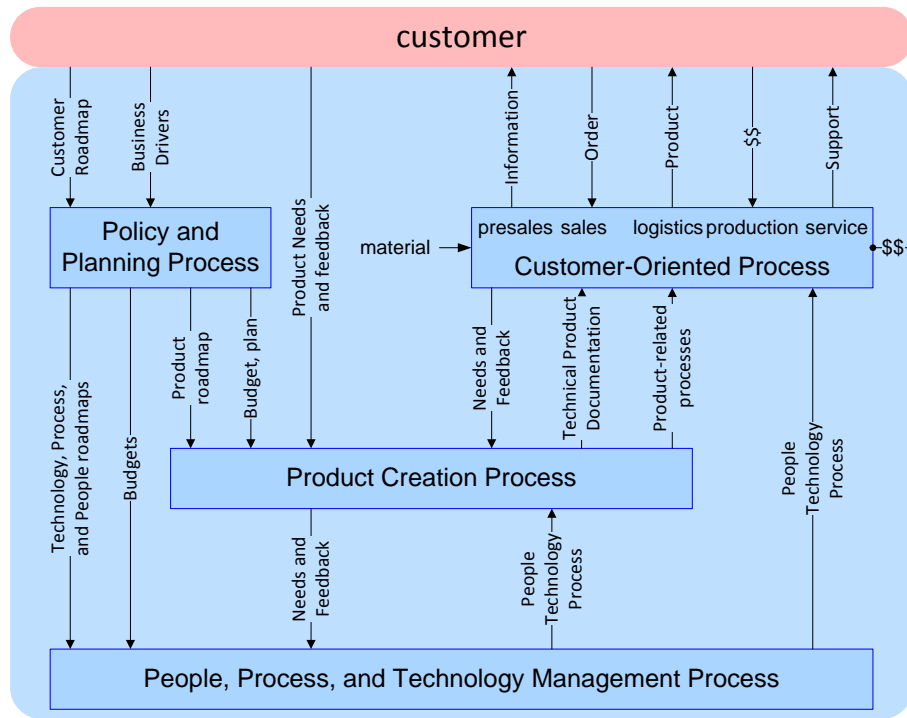 customer
Customer
Roadmap
Business
Drivers
Product Needs
and feedback
Information
Order
Product
$$
Support
Policy and
Planning Process
material
presales sales logistics production service
Customer-Oriented Process
$$
Technology, Process,
and People roadmaps
Budgets
Product
roadmap
Budget, plan
Needs and
Feedback
Technical Product
Documentation
Product-related
processes
People
Technology
Process
Product Creation Process
Needs and
Feedback
People
Technology
Process
People, Process, and Technology Management Process